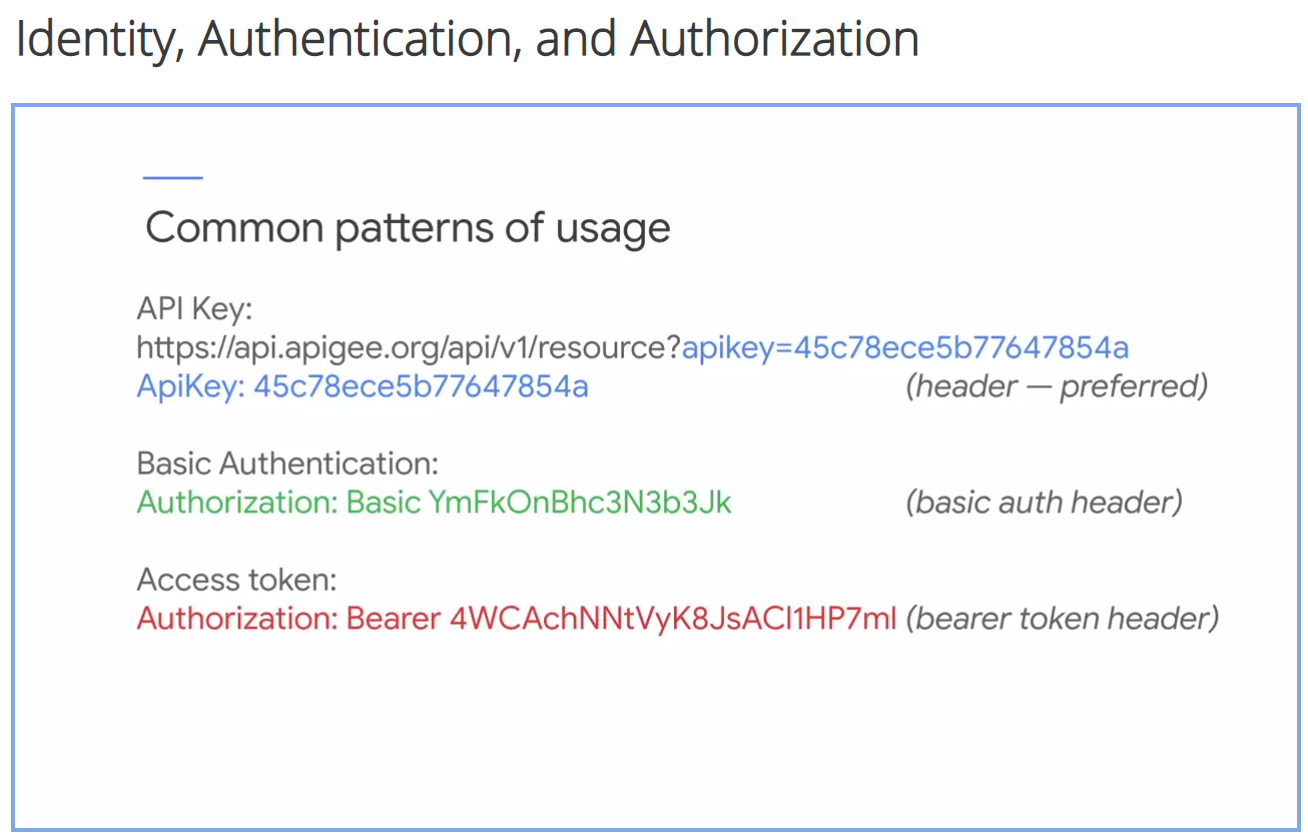 Identity, Authentication, and Authorization
Common patterns of usage
API Key:
https://api.apigee.org/api/v1/resource?apikey=45c78ece5b77647854a
ApiKey: 45c78ece5b77647854a (header — preferred)
Basic Authentication:
Authorization: Basic YmFkOnBhc3N3b3Jk (basic auth header)
Access token:
Authorization: Bearer 4WCAchNNtVyK8JsACl1HP7ml (bearer token header)